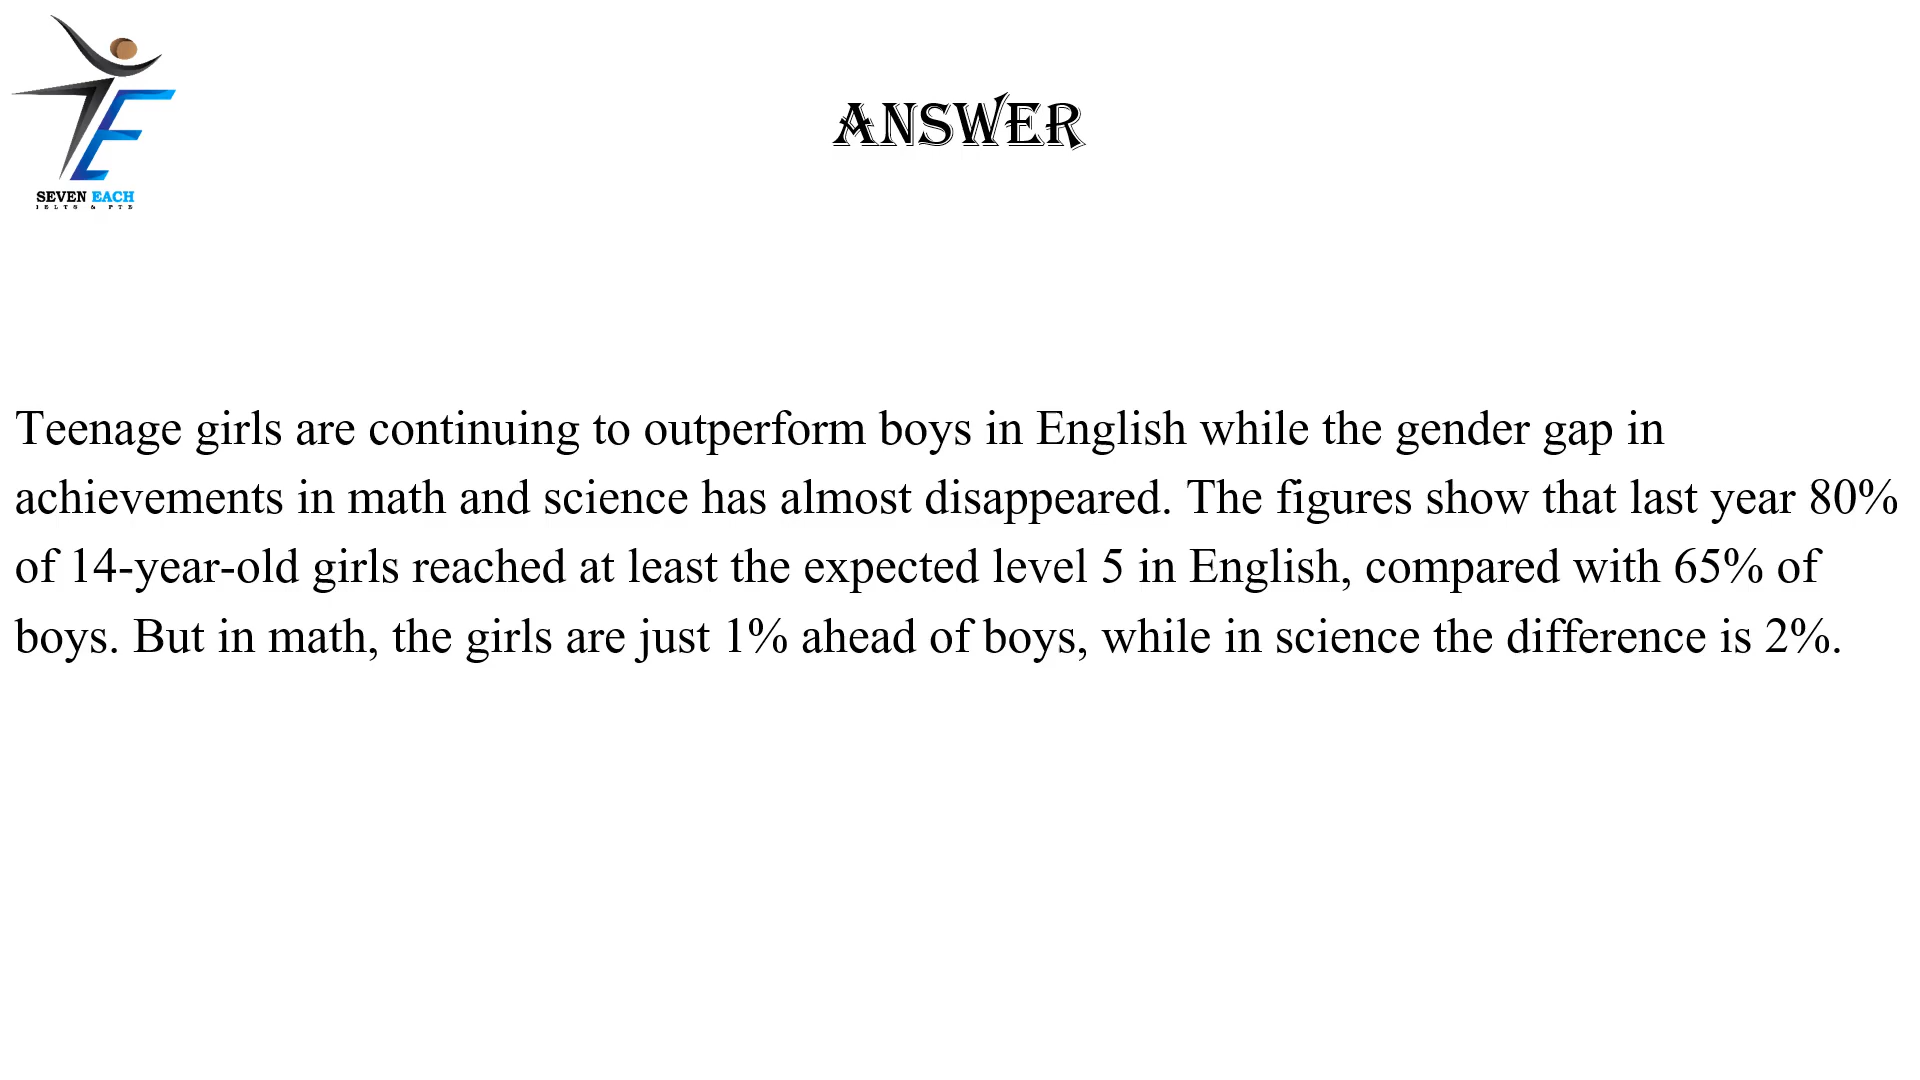 ANSWER
SEVEN EACH
IELTS & PTE
Teenage girls are continuing to outperform boys in English while the gender gap in
achievements in math and science has almost disappeared. The figures show that last year 80%
of 14-year-old girls reached at least the expected level 5 in English, compared with 65% of
boys. But in math, the girls are just 1% ahead of boys, while in science the difference is 2%.